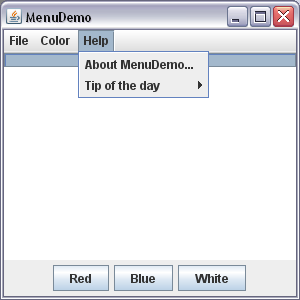 MenuDemo
File Color Help
About MenuDemo...
Tip of the day
Red Blue White